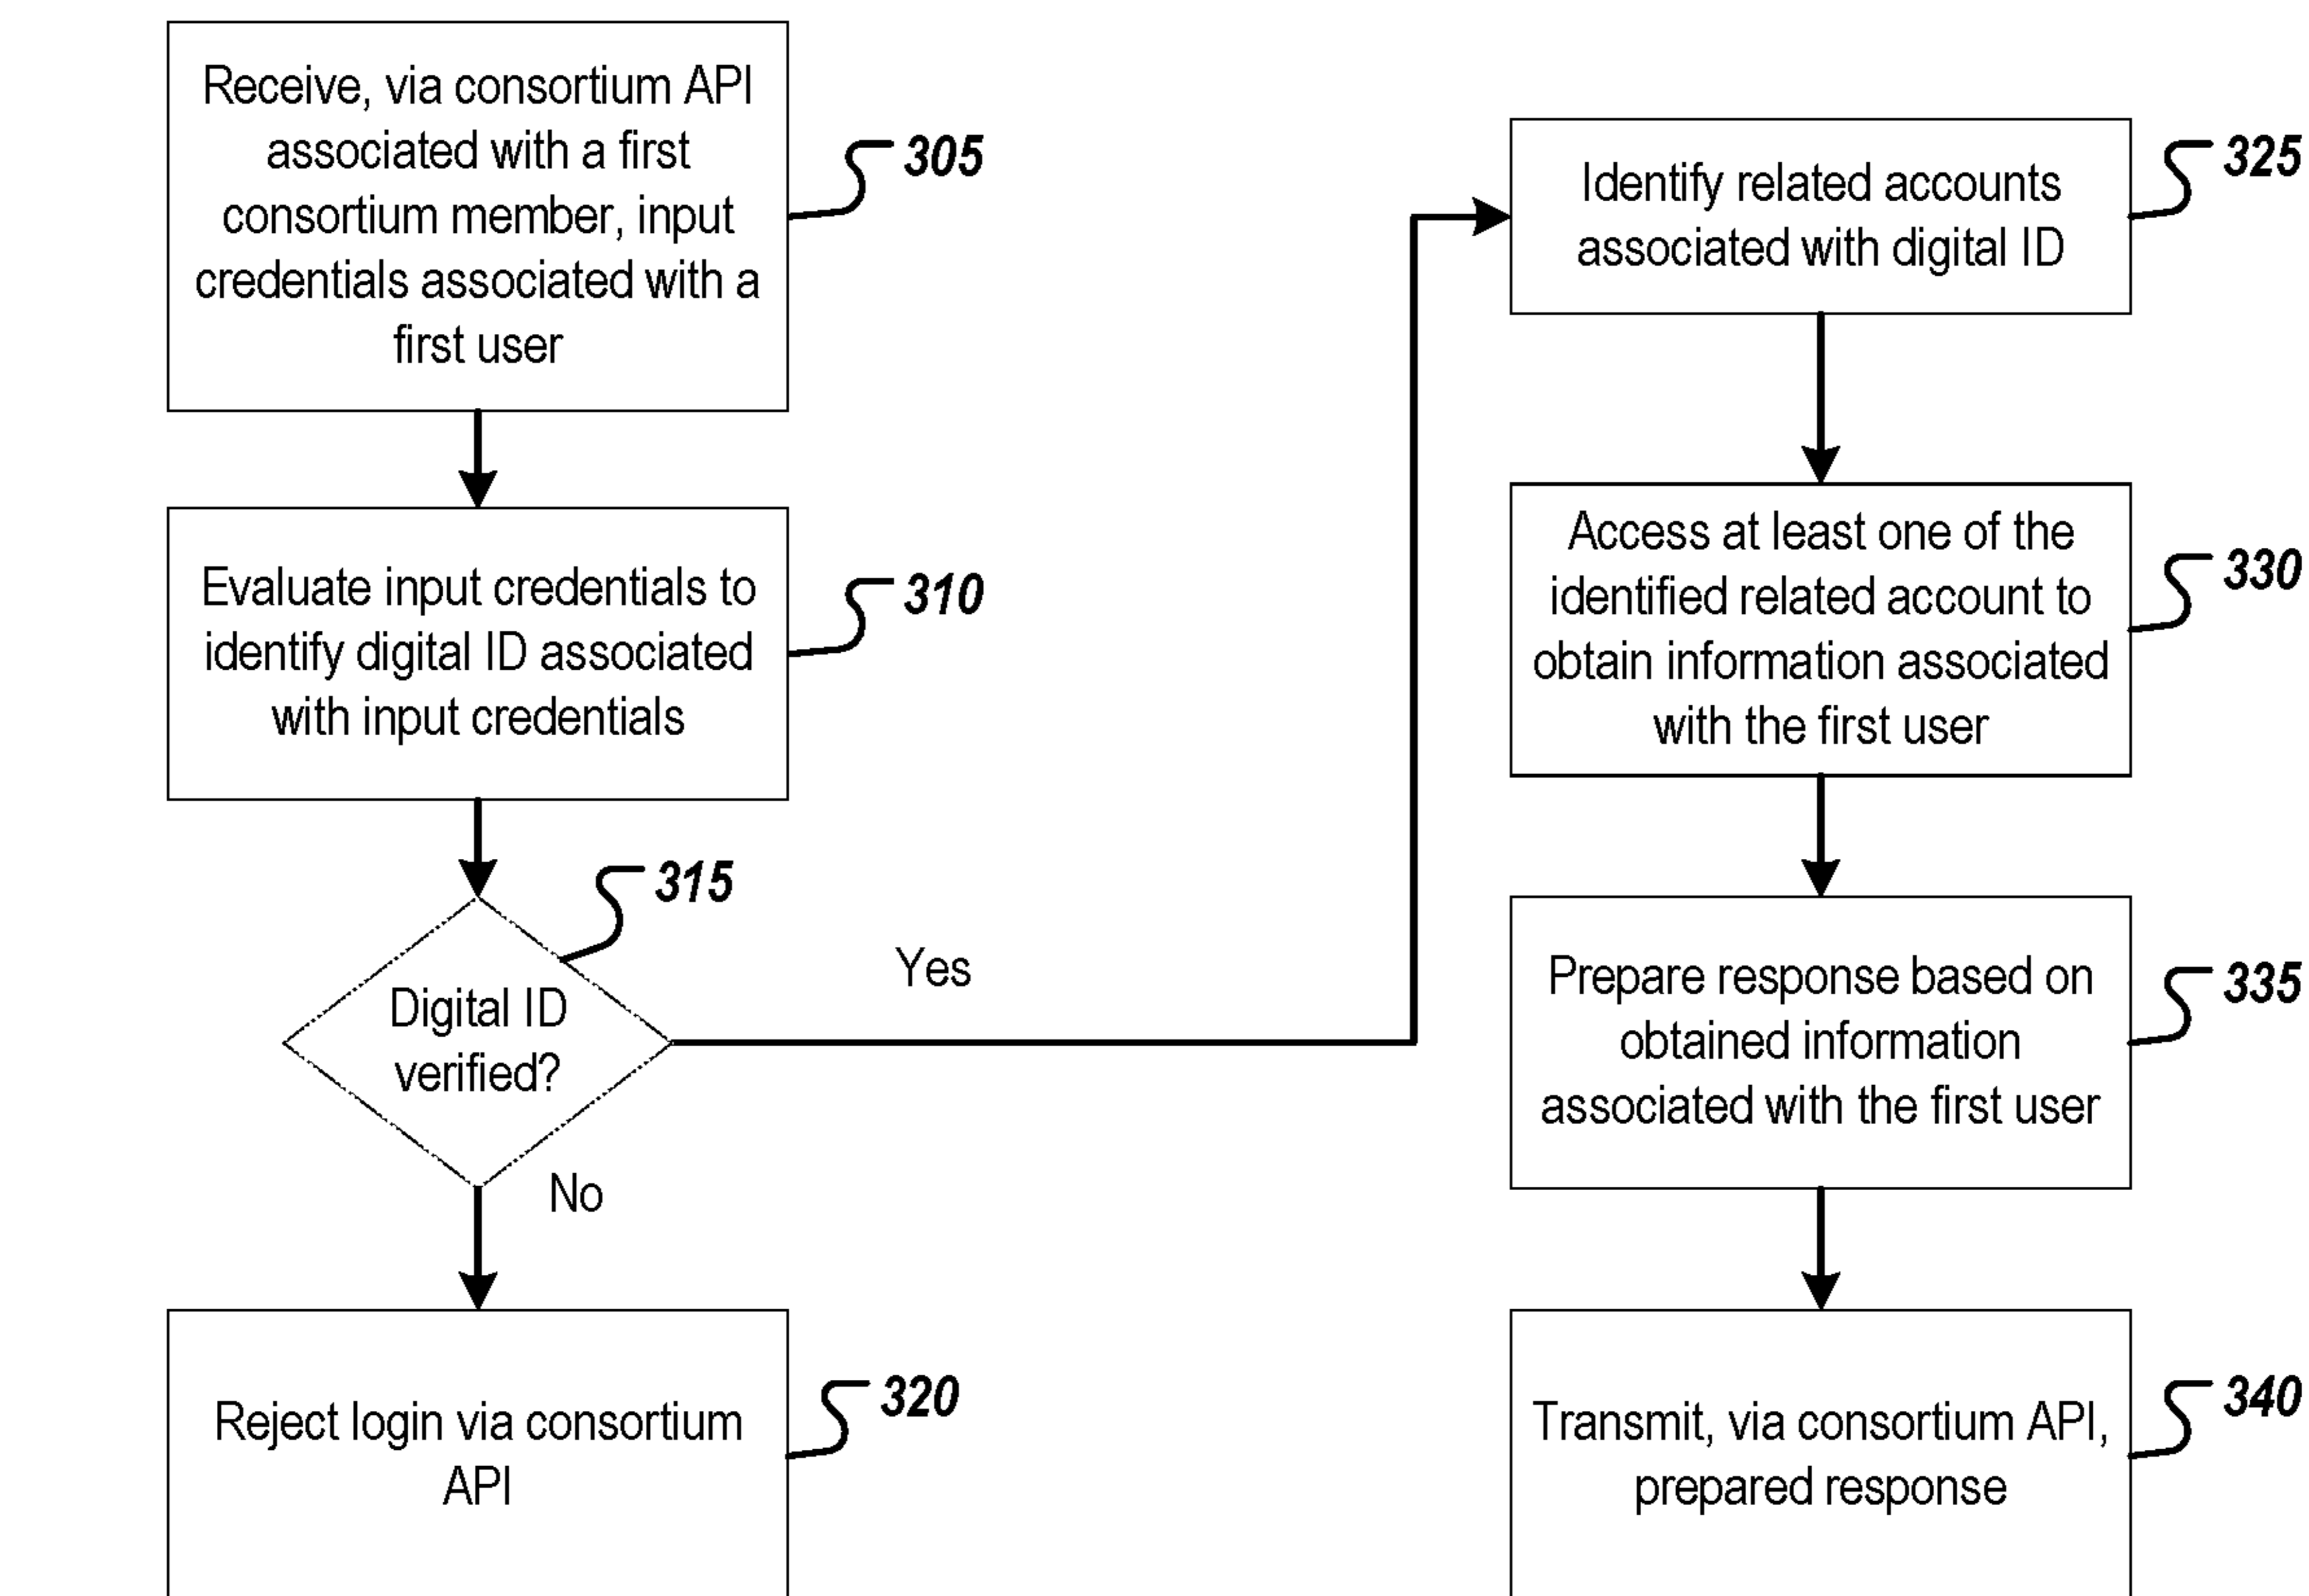 Receive, via consortium API
associated with a first
consortium member, input
credentials associated with a
first user
305
Evaluate input credentials to
identify digital ID associated
with input credentials
310
315
Digital ID
verified?
Yes
No
Reject login via consortium
API
320
Identify related accounts
associated with digital ID
325
Access at least one of the
identified related account to
obtain information associated
with the first user
330
Prepare response based on
obtained information
associated with the first user
335
Transmit, via consortium API,
prepared response
340